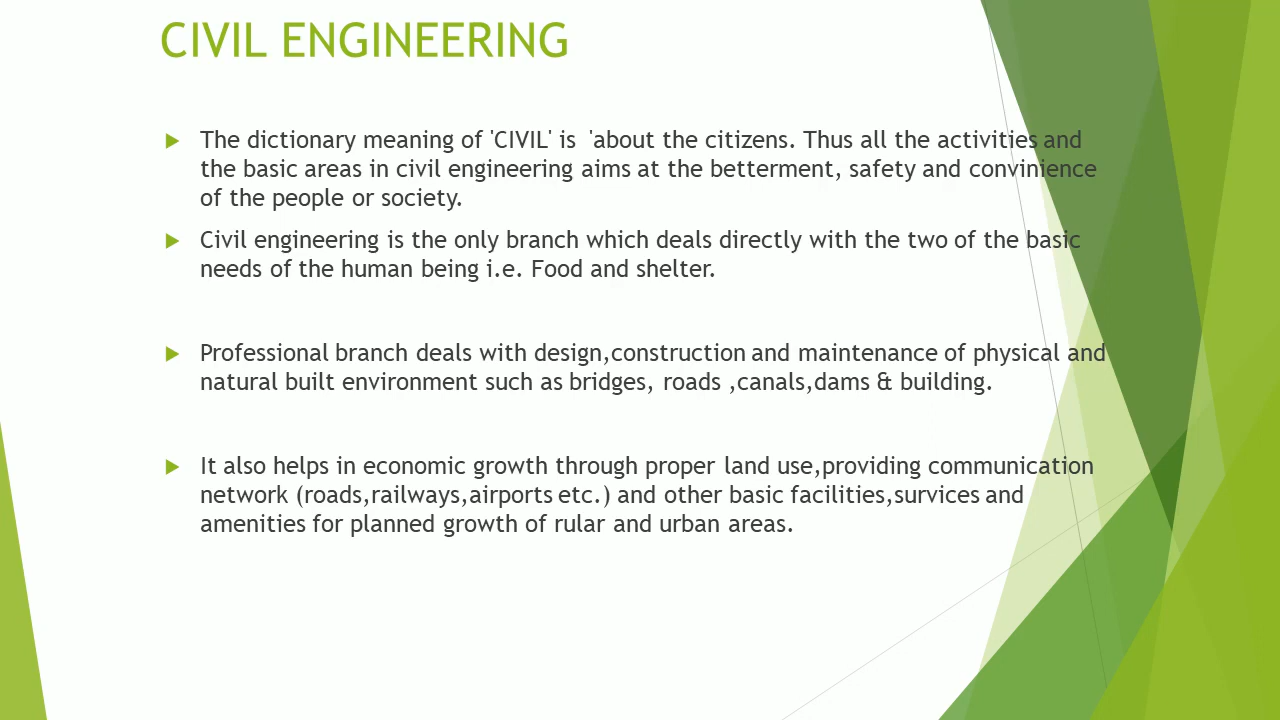 CIVIL ENGINEERING
The dictionary meaning of 'CIVIL' is 'about the citizens. Thus all the activities and
the basic areas in civil engineering aims at the betterment, safety and convinience
of the people or society.
Civil engineering is the only branch which deals directly with the two of the basic
needs of the human being i.e. Food and shelter.
Professional branch deals with design,construction and maintenance of physical and
natural built environment such as bridges, roads ,canals,dams & building.
It also helps in economic growth through proper land use,providing communication
network (roads,railways,airports etc.) and other basic facilities,survices and
amenities for planned growth of rular and urban areas.